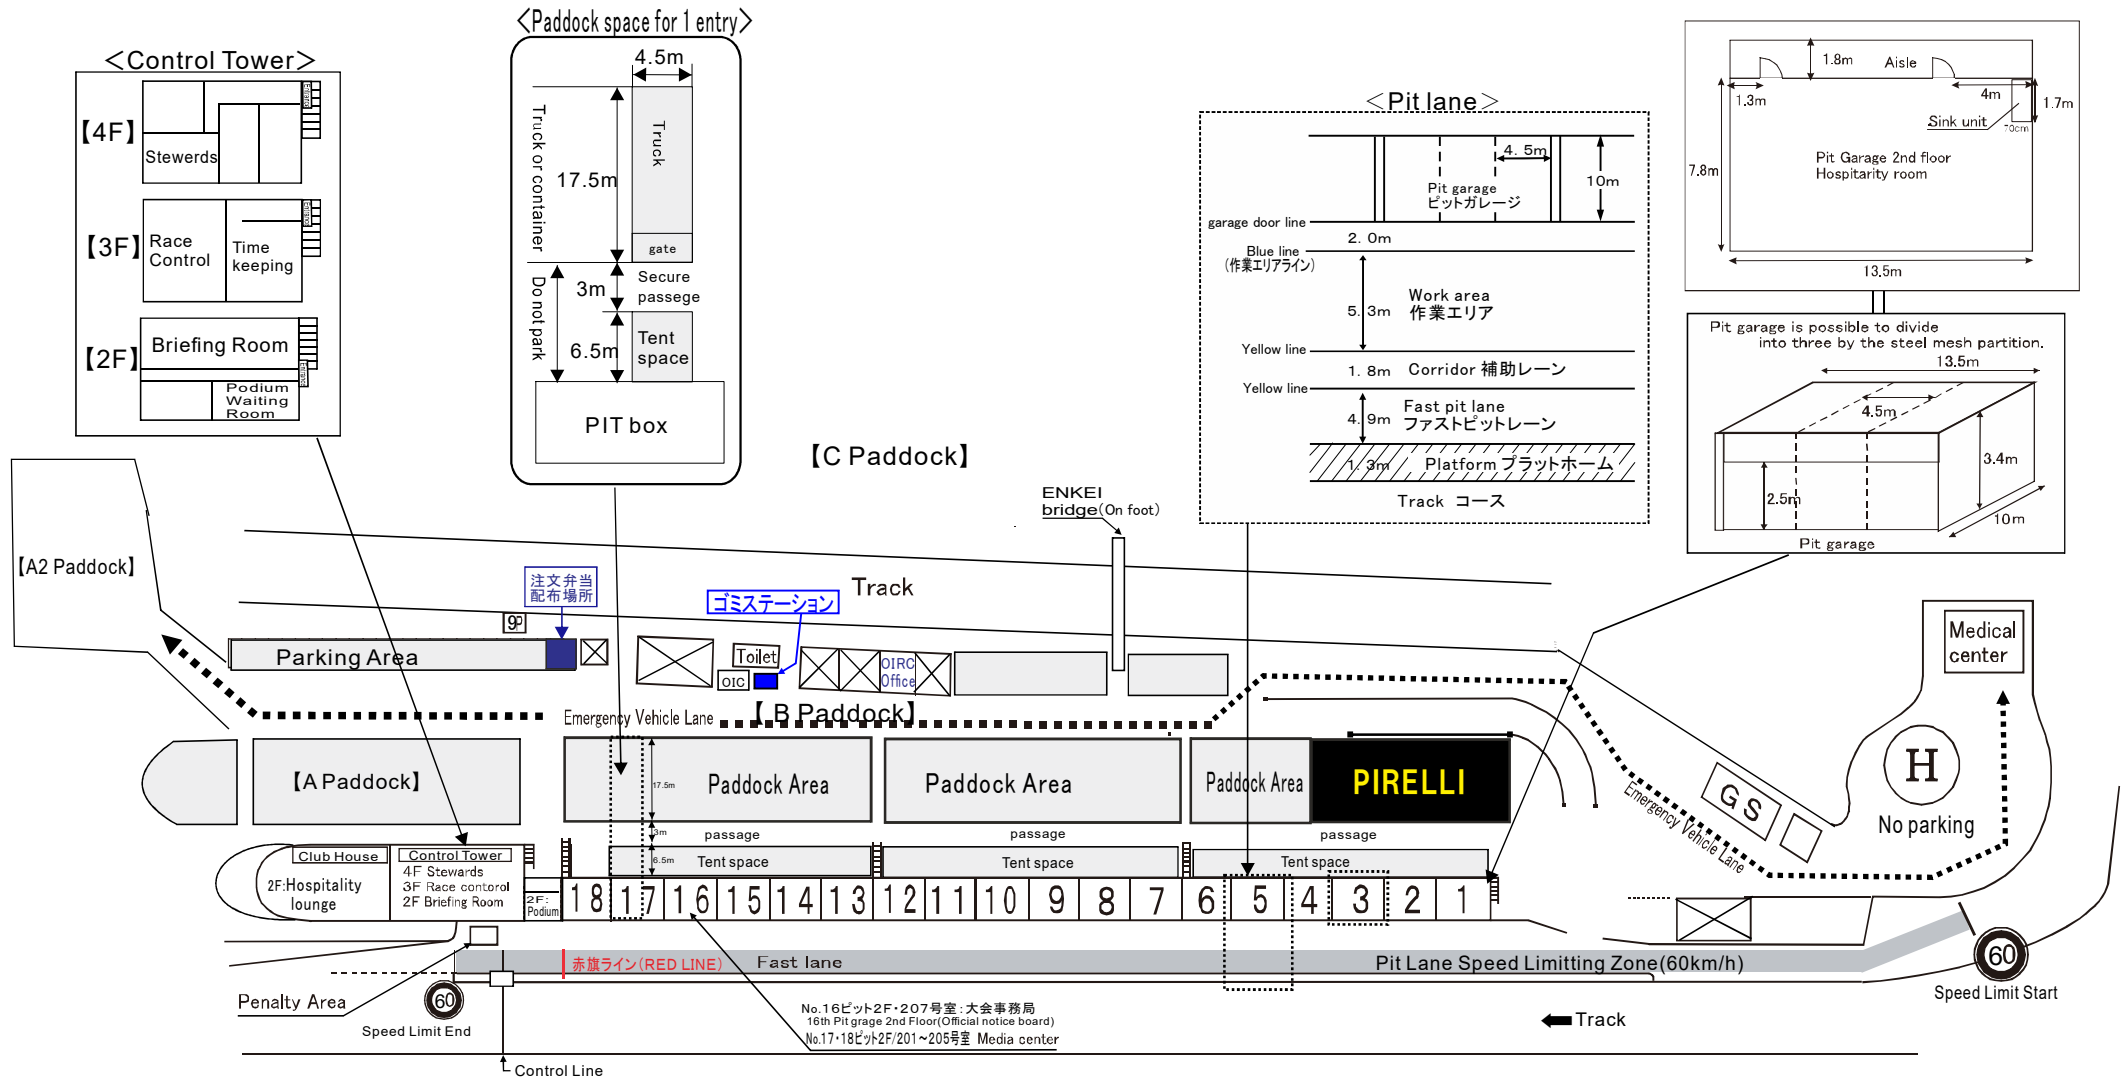 <Control Tower>
【4F】
Stewerds
Entrance
【3F】
Race
Control
Time
keeping
Entrance
【2F】
Briefing Room
Entrance
Podium
Waiting
Room
<Paddock space for 1 entry>
4.5m
Truck or container
17.5m
Truck
gate
Do not park
3m
Secure
passege
6.5m
Tent
space
PIT box
<Pit lane>
4. 5m
10m
Pit garage
ピットガレージ
garage door line
2. 0m
Blue line
(作業エリアライン)
5. 3m
Work area
作業エリア
Yellow line
1. 8m
Corridor 補助レーン
Yellow line
4. 9m
Fast pit lane
ファストピットレーン
1. 3m
Platform プラットホーム
Track コース
1.8m
Aisle
1.3m
4m
1.7m
Sink unit
70cm
7.8m
Pit Garage 2nd floor
Hospitarity room
13.5m
Pit garage is possible to divide
into three by the steel mesh partition.
13.5m
4.5m
3.4m
2.5m
10m
Pit garage
【C Paddock】
ENKEI
bridge(On foot)
【A2 Paddock】
Track
注文弁当
配布場所
ゴミステーション
9P
Parking Area
Toilet
OIC
OIRC
Office
Medical
center
【 B Paddock】
Emergency Vehicle Lane
【A Paddock】
17.5m
Paddock Area
Paddock Area
Paddock Area
PIRELLI
H
No parking
G S
Emergency Vehicle Lane
3m
passage
passage
passage
6.5m
Tent space
Tent space
Tent space
Club House
2F:Hospitality
lounge
Control Tower
4F Stewards
3F Race contorol
2F Briefing Room
2F:
Podium
18 17 16 15 14 13 12 11 10 9 8 7 6 5 4 3 2 1
赤旗ライン(RED LINE)
Fast lane
Pit Lane Speed Limitting Zone(60km/h)
60
Speed Limit Start
Penalty Area
60
Speed Limit End
No.16ピット2F・207号室:大会事務局
16th Pit grage 2nd Floor(Official notice board)
No.17・18ピット2F/201～205号室 Media center
Track
Control Line